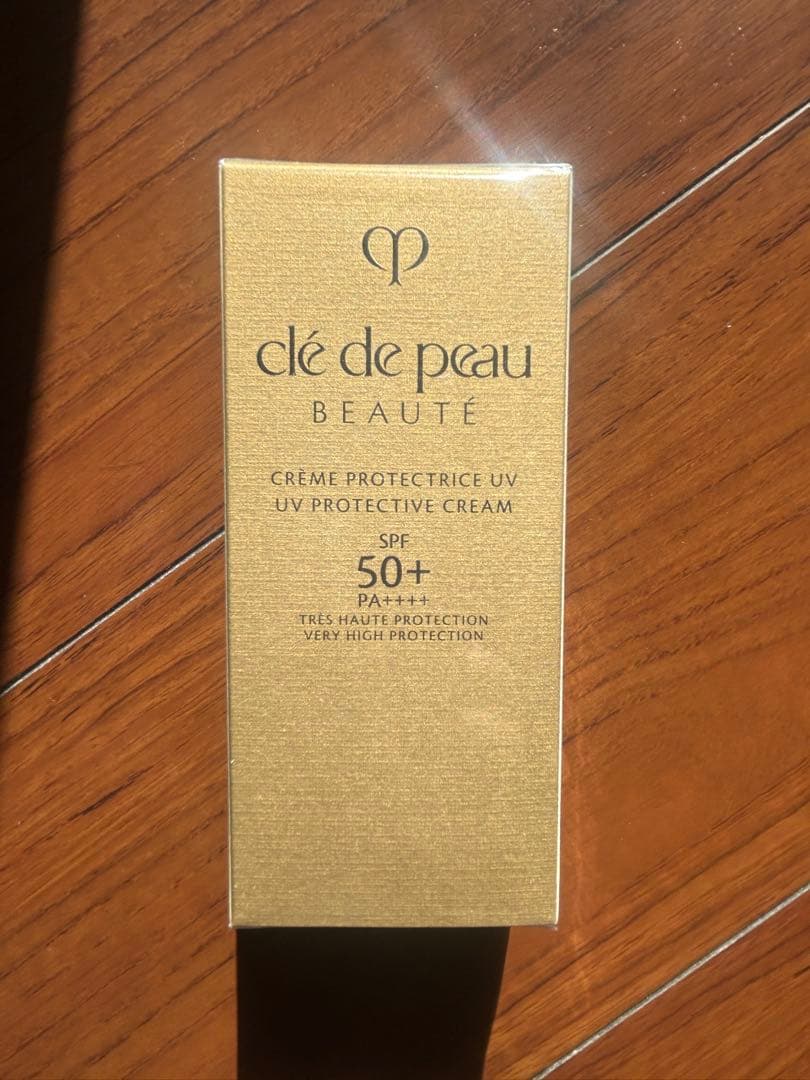 clé de peau
BEAUTÉ
CRÈME PROTECTRICE UV
UV PROTECTIVE CREAM
SPF
50+
PA++++
TRÈS HAUTE PROTECTION
VERY HIGH PROTECTION